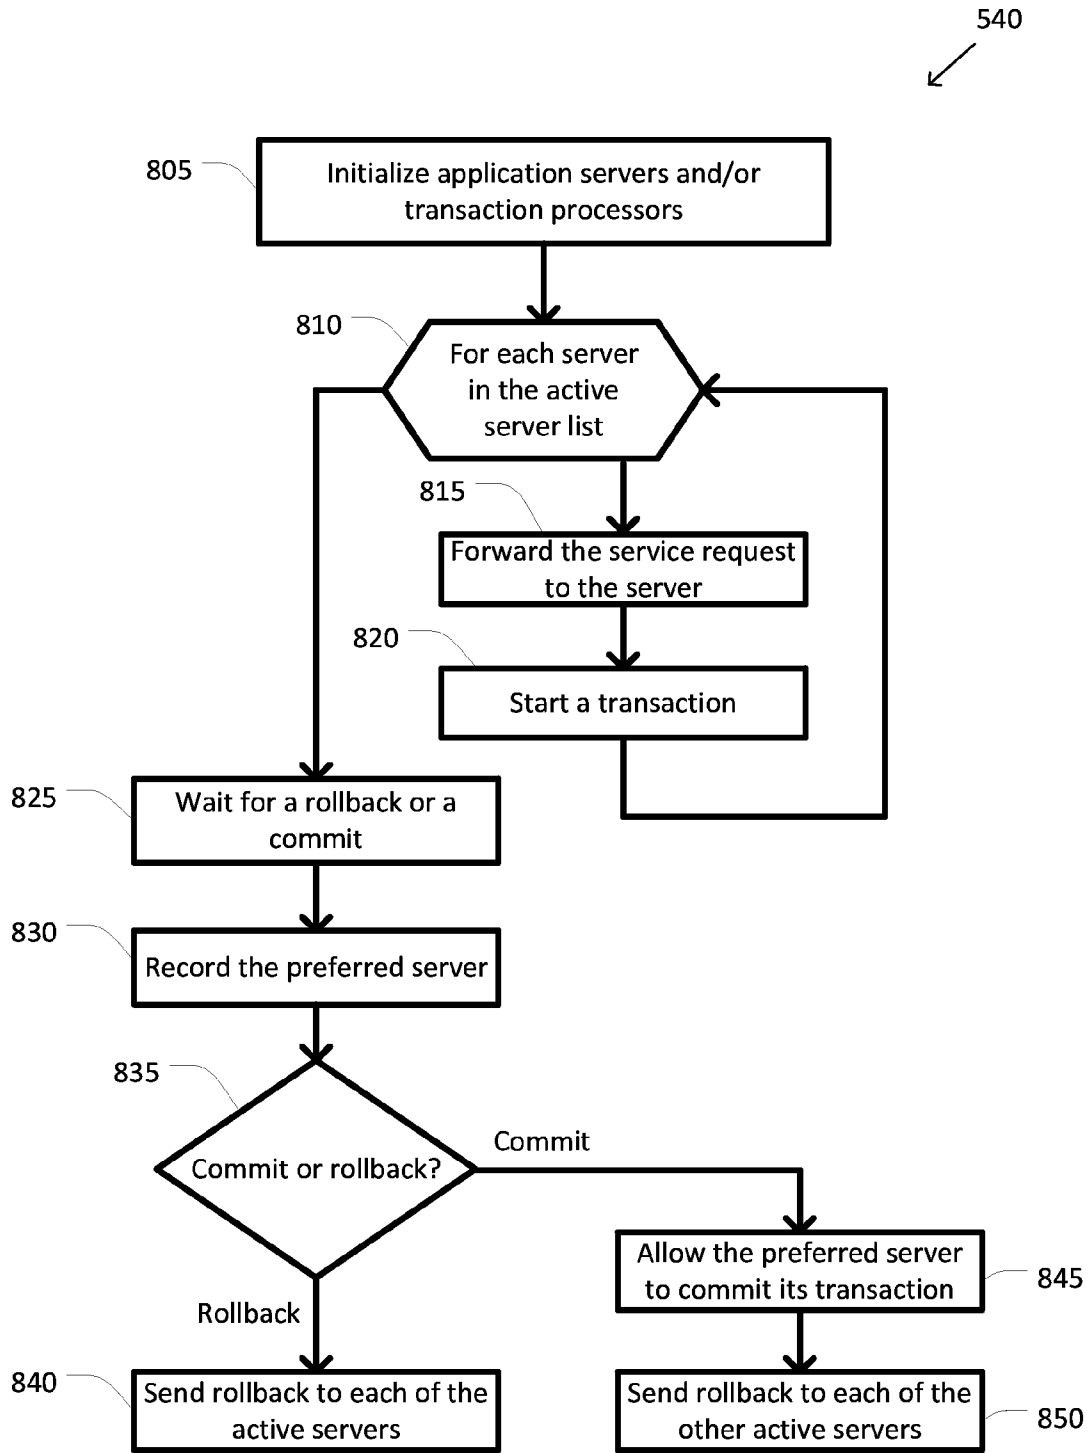 540
805
Initialize application servers and/or
transaction processors
810
For each server
in the active
server list
815
Forward the service request
to the server
820
Start a transaction
825
Wait for a rollback or a
commit
830
Record the preferred server
835
Commit or rollback?
Commit
Rollback
Allow the preferred server
to commit its transaction
845
840
Send rollback to each of the
active servers
Send rollback to each of the
other active servers
850